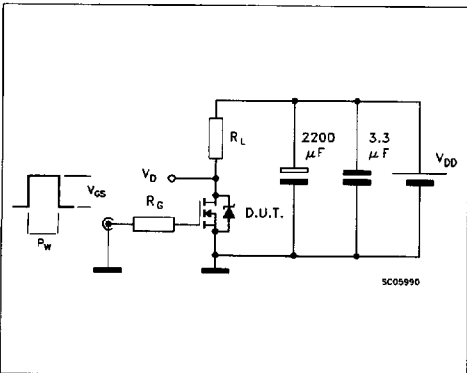 R_L
2200 μF
3.3 μF
V_DD
V_D
V_GS
R_G
D.U.T.
P_W
SC05990